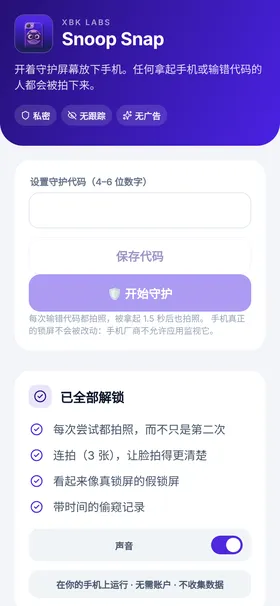 XBK LABS
Snoop Snap
开着守护屏幕放下手机。任何拿起手机或输错代码的
人都会被拍下来。
私密
无跟踪
无广告
设置守护代码（4–6 位数字）
保存代码
开始守护
每次输错代码都拍照，被拿起 1.5 秒后也拍照。 手机真正
的锁屏不会被改动：手机厂商不允许应用监视它。
已全部解锁
每次尝试都拍照，而不只是第二次
连拍（3 张），让脸拍得更清楚
看起来像真锁屏的假锁屏
带时间的偷窥记录
声音
在你的手机上运行 · 无需账户 · 不收集数据